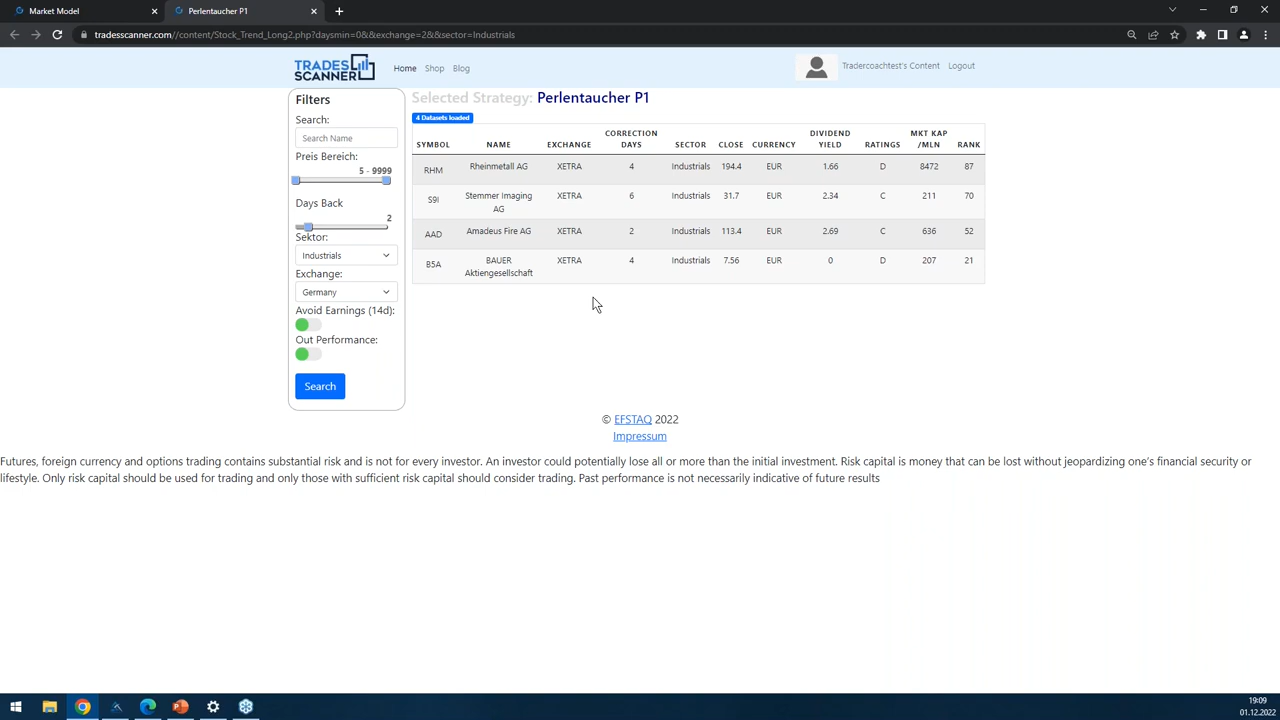 Market Model
Perlentaucher P1
tradesscanner.com//content/Stock_Trend_Long2.php?daysmin=0&&exchange=2&&sector=Industrials
TRADES SCANNER
Home Shop Blog
Tradercoachtest's Content Logout
Filters
Search:
Search Name
Preis Bereich:
5 - 9999
Days Back
2
Sektor:
Industrials
Exchange:
Germany
Avoid Earnings (14d):
Out Performance:
Search
Selected Strategy: Perlentaucher P1
4 Datasets loaded
SYMBOL NAME EXCHANGE CORRECTION DAYS SECTOR CLOSE CURRENCY DIVIDEND YIELD RATINGS MKT KAP /MLN RANK
RHM Rheinmetall AG XETRA 4 Industrials 194.4 EUR 1.66 D 8472 87
S9I Stemmer Imaging AG XETRA 6 Industrials 31.7 EUR 2.34 C 211 70
AAD Amadeus Fire AG XETRA 2 Industrials 113.4 EUR 2.69 C 636 52
B5A BAUER Aktiengesellschaft XETRA 4 Industrials 7.56 EUR 0 D 207 21
© EFSTAQ 2022
Impressum
Futures, foreign currency and options trading contains substantial risk and is not for every investor. An investor could potentially lose all or more than the initial investment. Risk capital is money that can be lost without jeopardizing one's financial security or
lifestyle. Only risk capital should be used for trading and only those with sufficient risk capital should consider trading. Past performance is not necessarily indicative of future results
19:09
01.12.2022